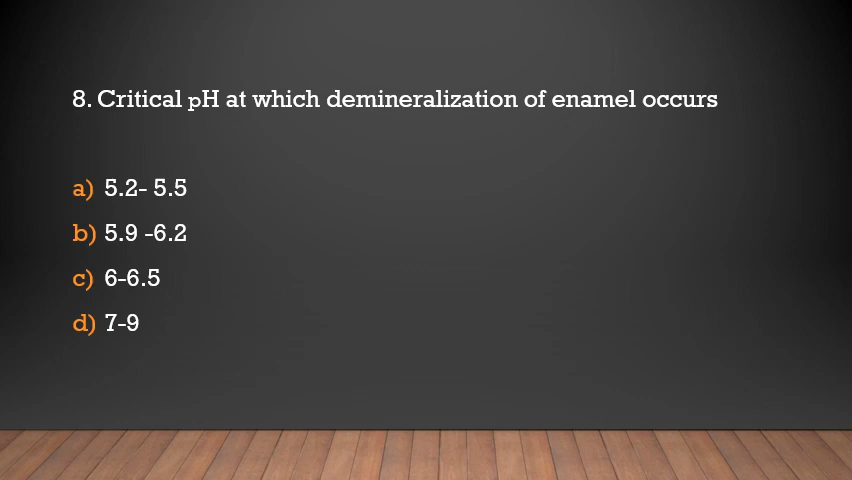 8. Critical pH at which demineralization of enamel occurs
a) 5.2- 5.5
b) 5.9 -6.2
c) 6-6.5
d) 7-9